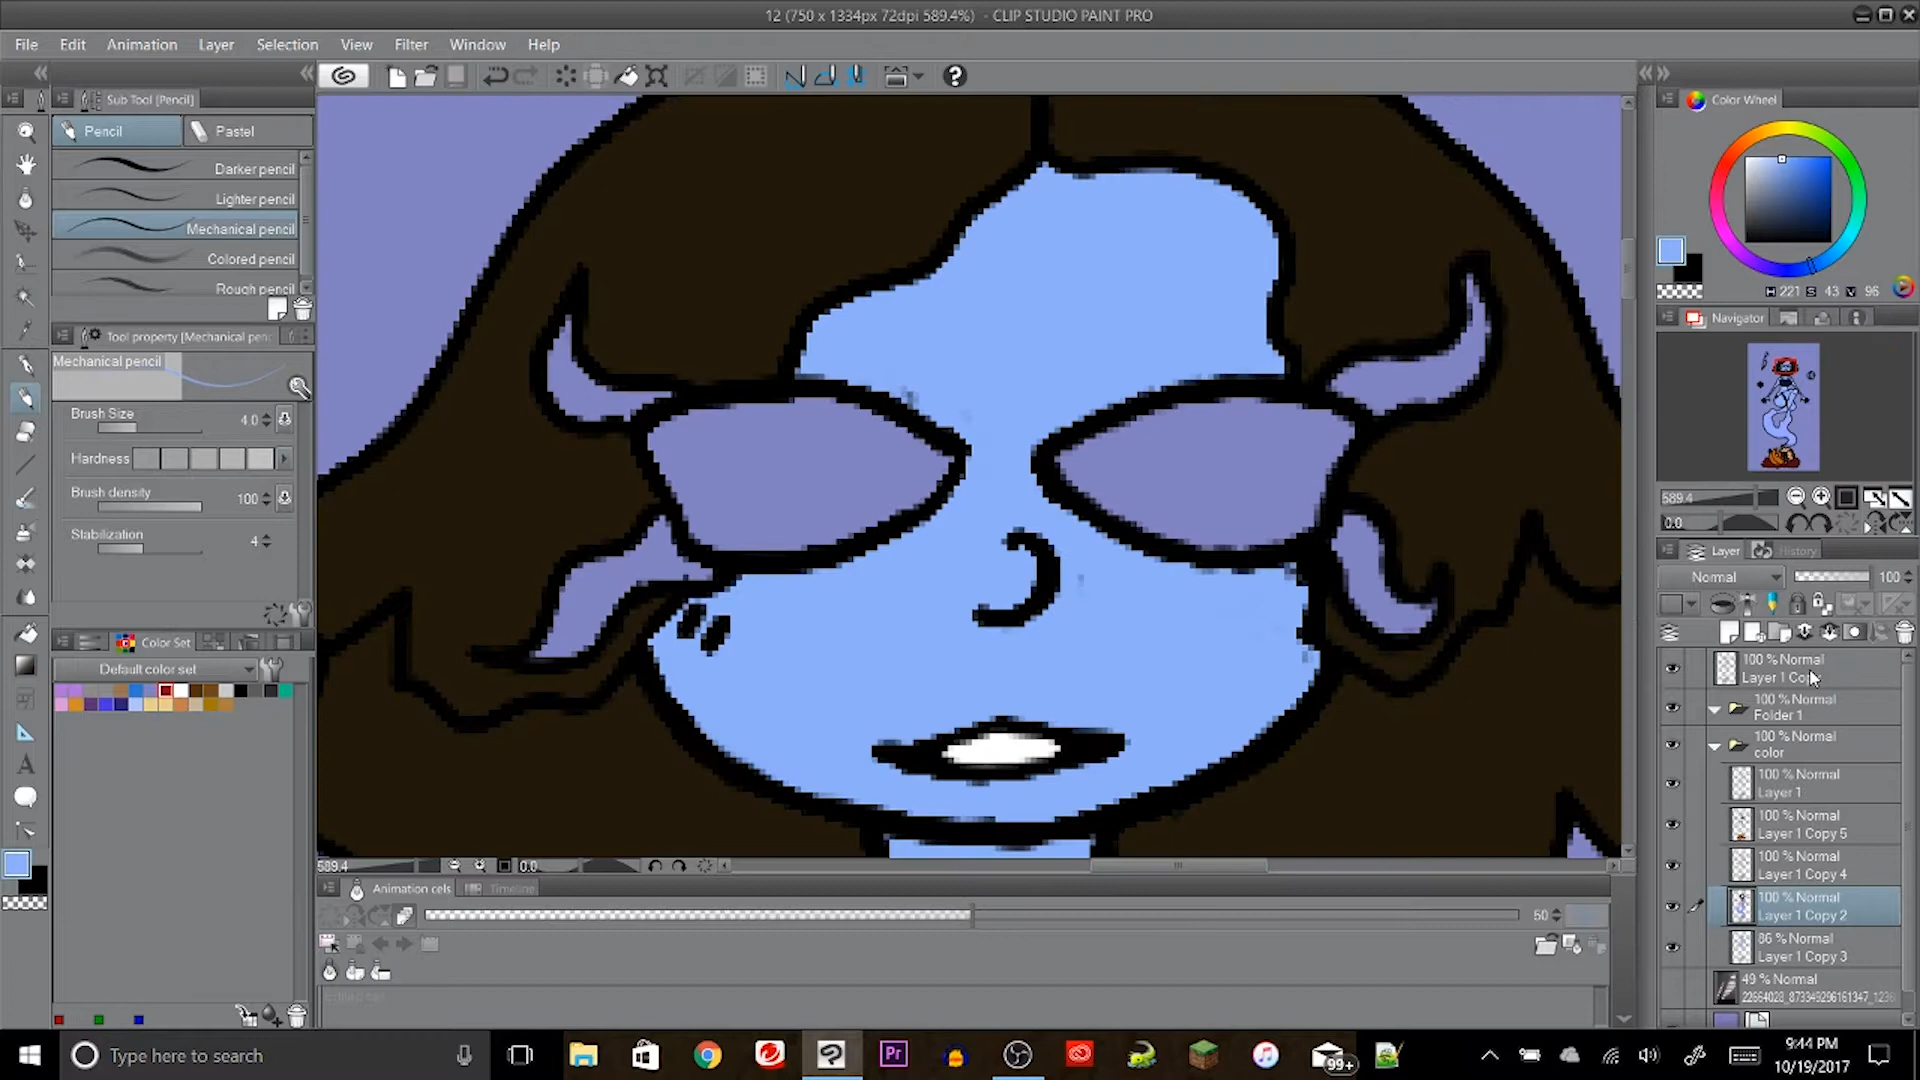 12 (750 x 1334px 72dpi 589.4%) - CLIP STUDIO PAINT PRO
File Edit Animation Layer Selection View Filter Window Help
Sub Tool [Pencil]
Pencil Pastel
Darker pencil
Lighter pencil
Mechanical pencil
Colored pencil
Rough pencil
Tool property [Mechanical penc
Mechanical pencil
Brush Size 4.0
Hardness
Brush density 100
Stabilization 4
Color Set
Default color set
Color Wheel
H 221 S 43 V 96
Navigator
589.4
0.0
Layer History
Normal 100
100 % Normal
Layer 1 Cop
100 % Normal
Folder 1
100 % Normal
color
100 % Normal
Layer 1
100 % Normal
Layer 1 Copy 5
100 % Normal
Layer 1 Copy 4
100 % Normal
Layer 1 Copy 2
86 % Normal
Layer 1 Copy 3
49 % Normal
22664028_873349296161347_1236
589.4 0.0
Animation cels Timeline
50
Type here to search
Pr
99+
9:44 PM
10/19/2017